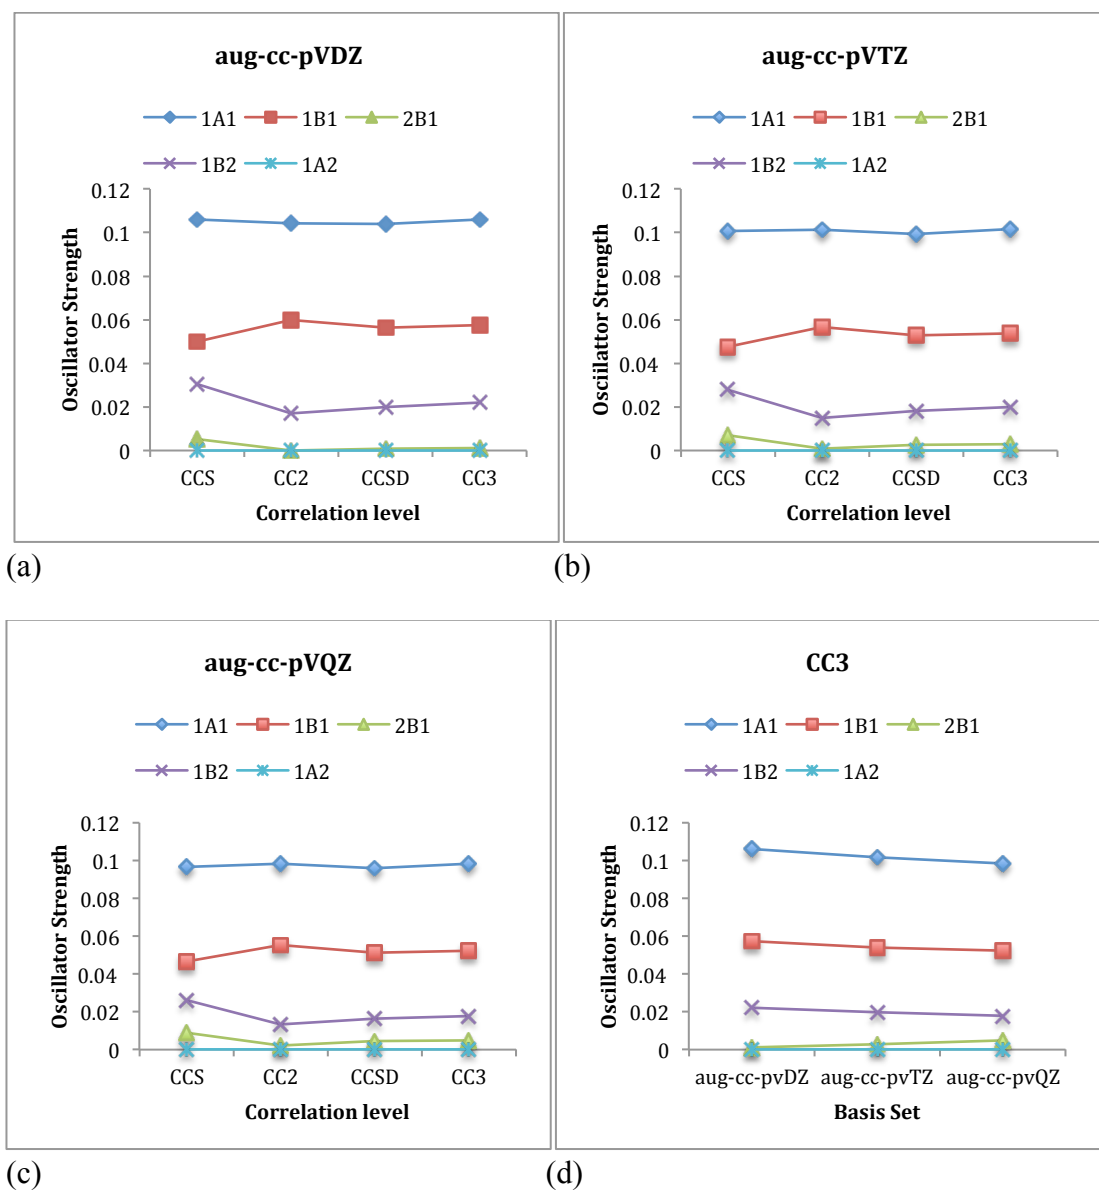 aug-cc-pVDZ
1A1 1B1 2B1
1B2 1A2
0.12
0.1
0.08
0.06
0.04
0.02
0
Oscillator Strength
CCS CC2 CCSD CC3
Correlation level
(a)
aug-cc-pVTZ
1A1 1B1 2B1
1B2 1A2
0.12
0.1
0.08
0.06
0.04
0.02
0
Osciilattor Strength
CCS CC2 CCSD CC3
Correlation level
(b)
aug-cc-pVQZ
1A1 1B1 2B1
1B2 1A2
0.12
0.1
0.08
0.06
0.04
0.02
0
Oscillator Strength
CCS CC2 CCSD CC3
Correlation level
(c)
CC3
1A1 1B1 2B1
1B2 1A2
0.12
0.1
0.08
0.06
0.04
0.02
0
Oscillator Strength
aug-cc-pvDZ aug-cc-pvTZ aug-cc-pvQZ
Basis Set
(d)